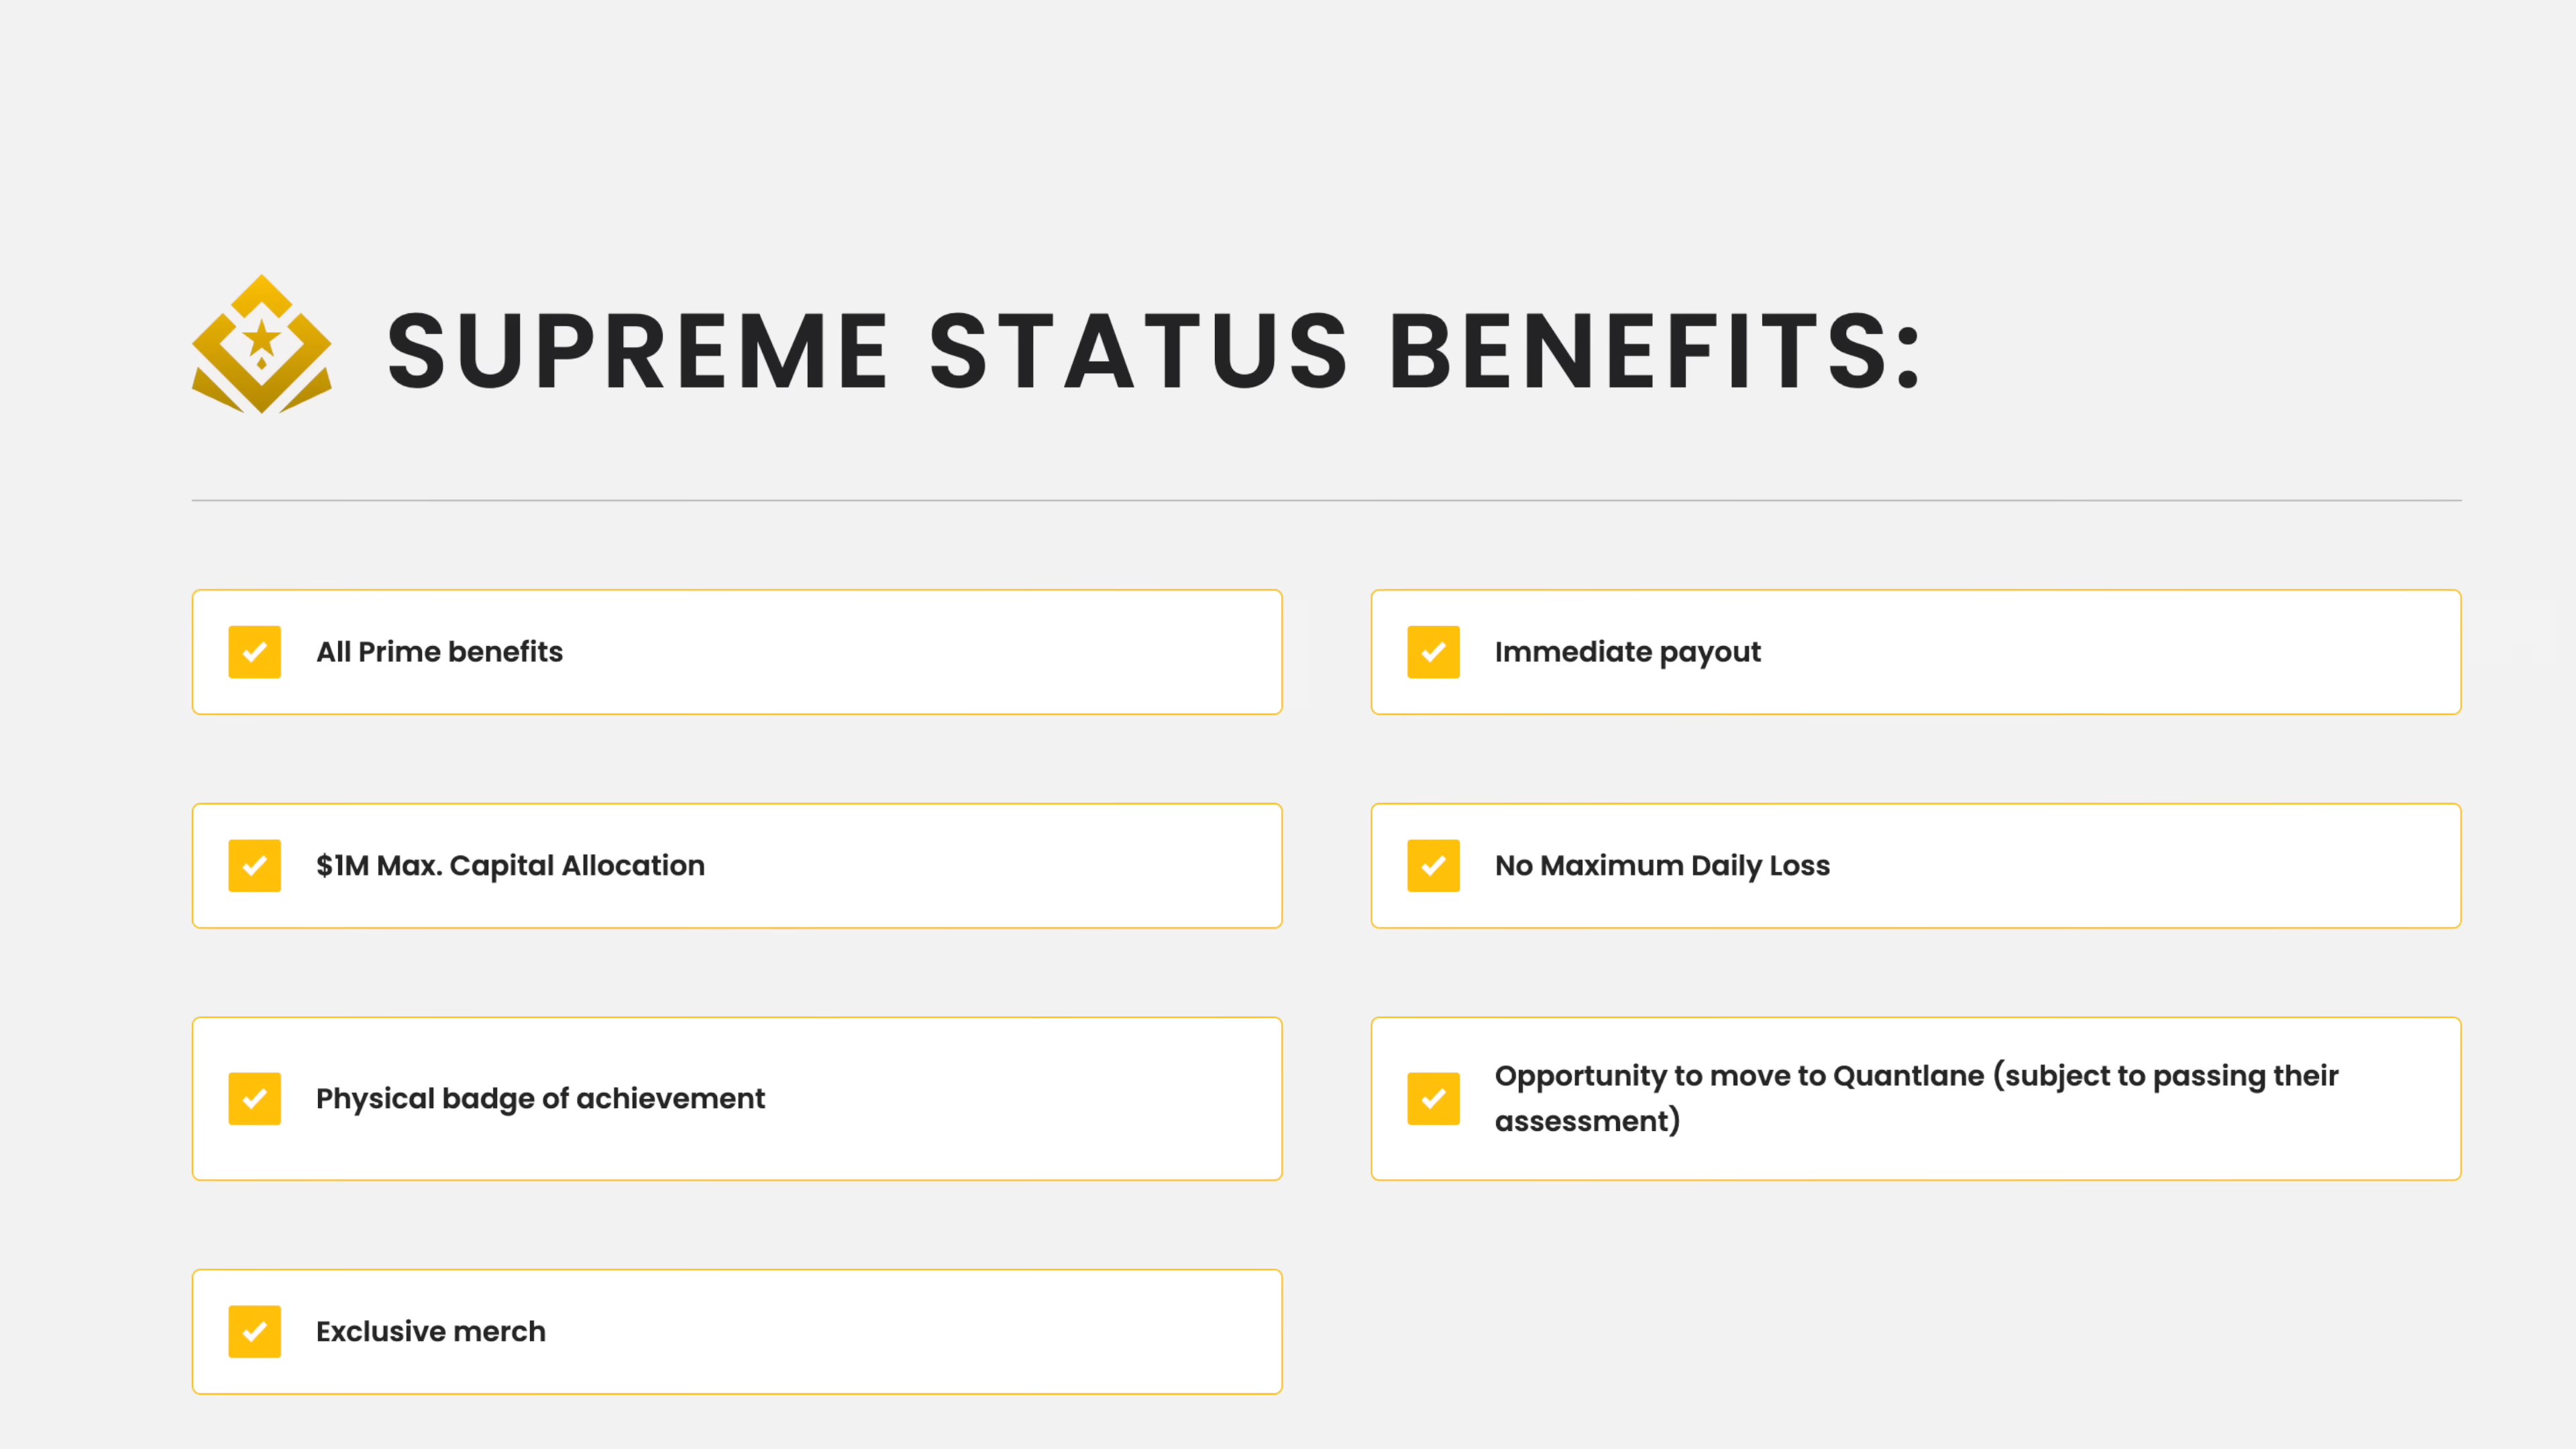 SUPREME STATUS BENEFITS:
All Prime benefits
Immediate payout
$1M Max. Capital Allocation
No Maximum Daily Loss
Physical badge of achievement
Opportunity to move to Quantlane (subject to passing their
assessment)
Exclusive merch